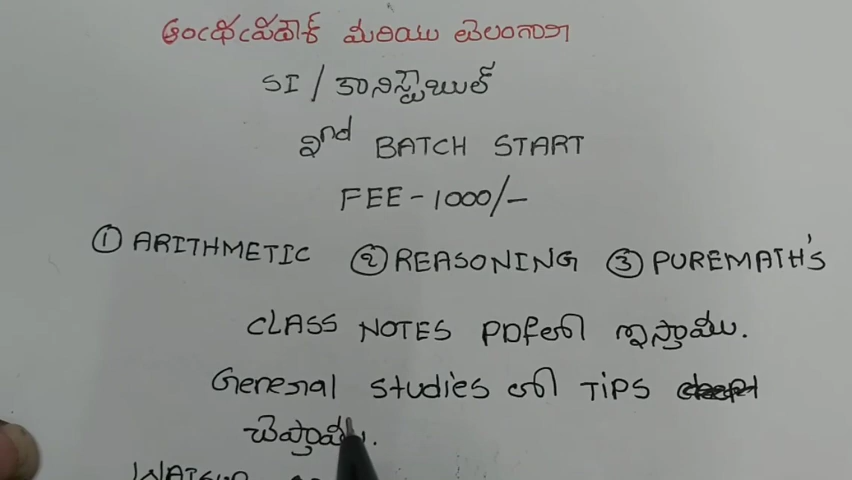 ఆంధ్రప్రదేశ్ మరియు తెలంగాణ
SI / కానిస్టేబుల్
2nd BATCH START
FEE - 1000/-
① ARITHMETIC ② REASONING ③ PUREMATH'S
CLASS NOTES PDFలో ఇస్తాము.
General Studies లో TIPS
చెప్తాము.